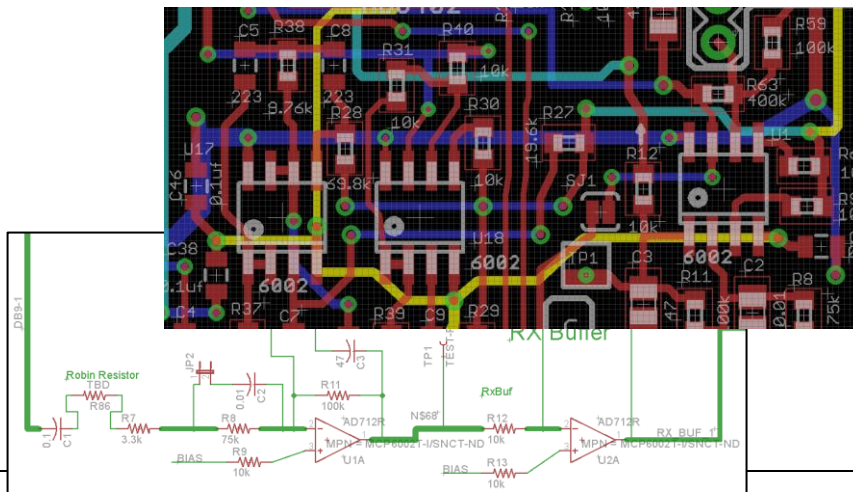 C5
R38
C8
R40
R59
R31
100k
10k
R63
223
9.76k
223
10k
400k
R28
R30
R27
U17
19.6k
U1
C46
0.1uf
69.8k
10k
R12
SJ1
10k
C38
U18
6002
6002
TP1
C3
R11
C2
R8
0.1uf
C4
R37
C7
R39
C9
R29
47
0.01
75k
RX Buffer
DB9-1
Robin Resistor
TBD
R86
0.1
C1
R7
3.3k
JP2
0.01
C2
R8
75k
47
C3
R11
100k
TP1
AD712R
MPN = MCP6002T-I/SNCT-ND
U1A
BIAS
R9
10k
N$68
RxBuf
R12
10k
AD712R
MPN = MCP6002T-I/SNCT-ND
U2A
RX_BUF_1
BIAS
R13
10k